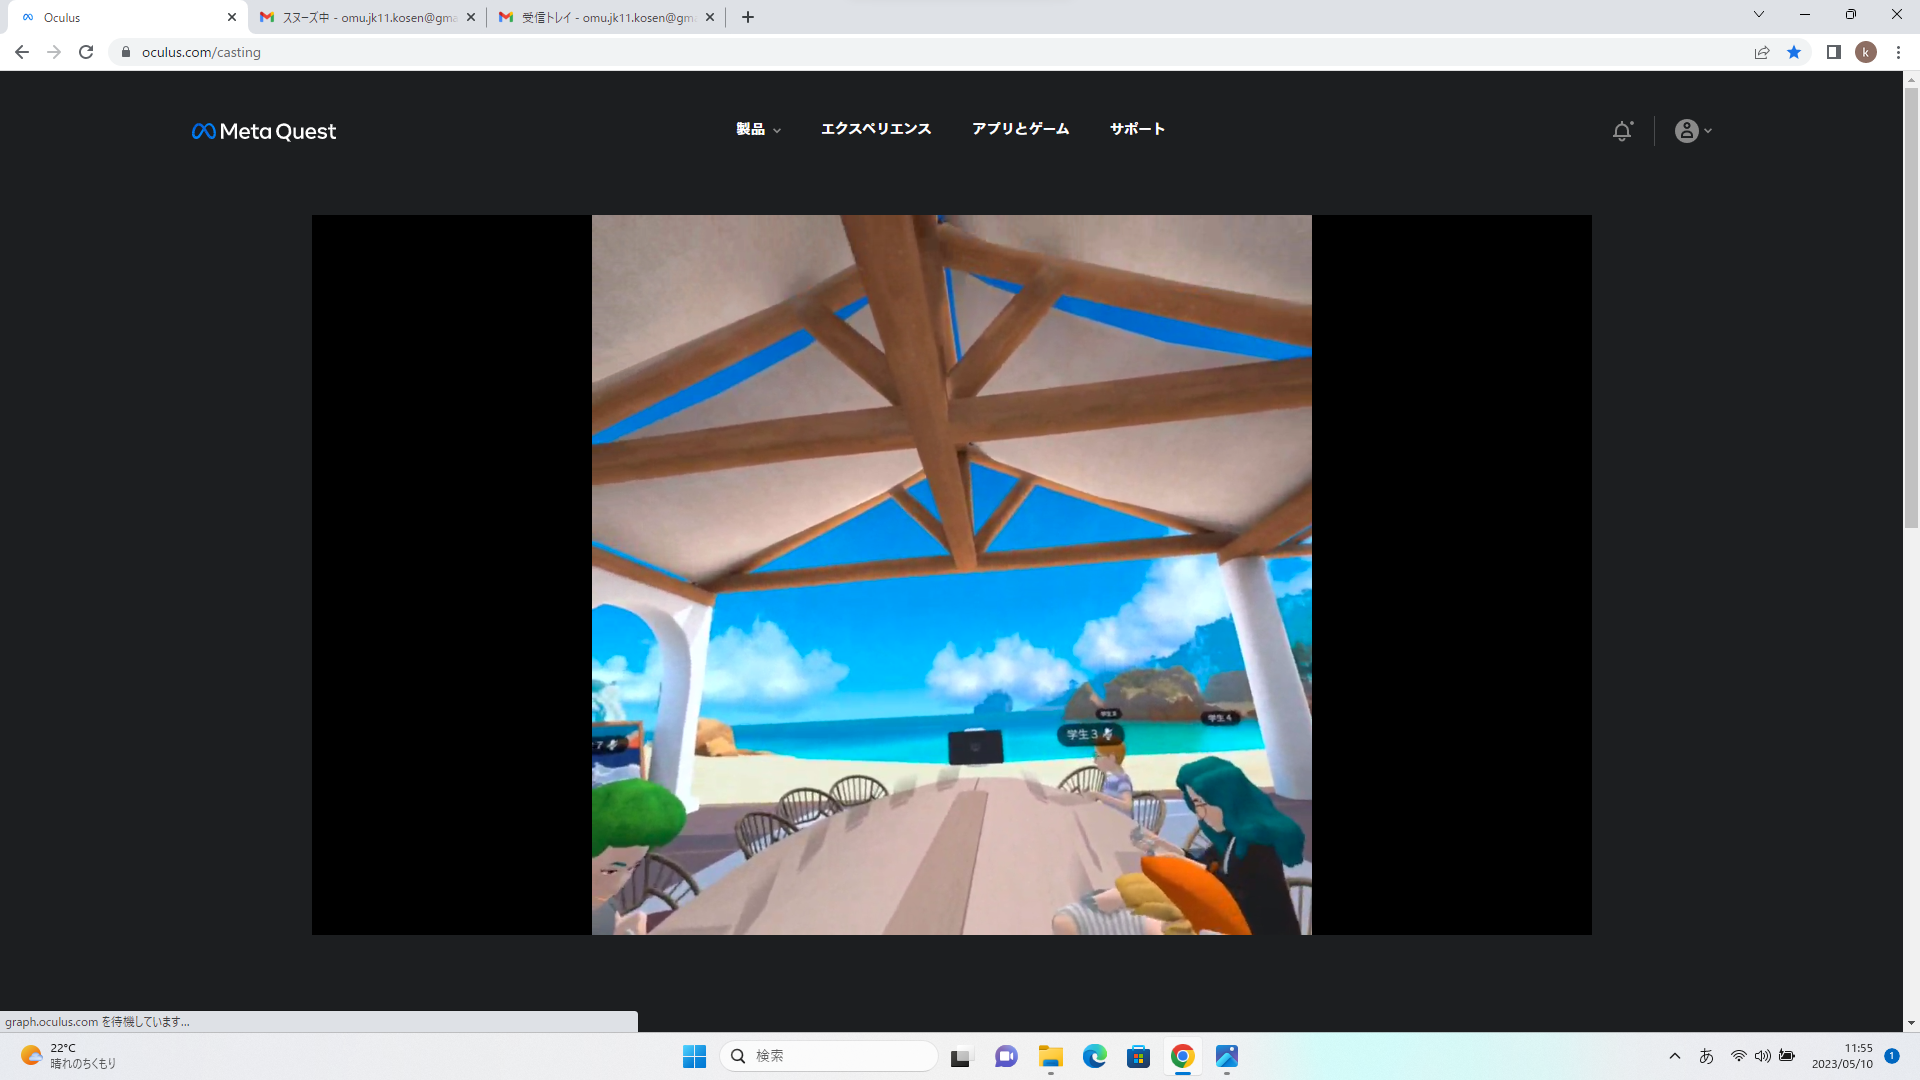 Oculus
スヌーズ中 - omu.jk11.kosen@gma
受信トレイ - omu.jk11.kosen@gma
oculus.com/casting
k
Meta Quest
製品
エクスペリエンス
アプリとゲーム
サポート
学生 4
学生 3
7
graph.oculus.com を待機しています...
22°C
晴れのちくもり
検索
あ
11:55
2023/05/10
1